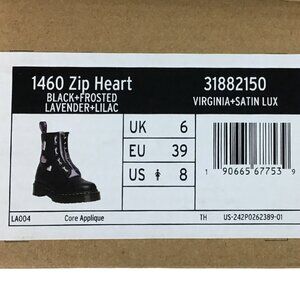 1460 Zip Heart
BLACK+FROSTED
LAVENDER+LILAC
31882150
VIRGINIA+SATIN LUX
UK 6
EU 39
US 8
1 90665 67753 9
LA004
Core Applique
TH
US-242P0262389-01